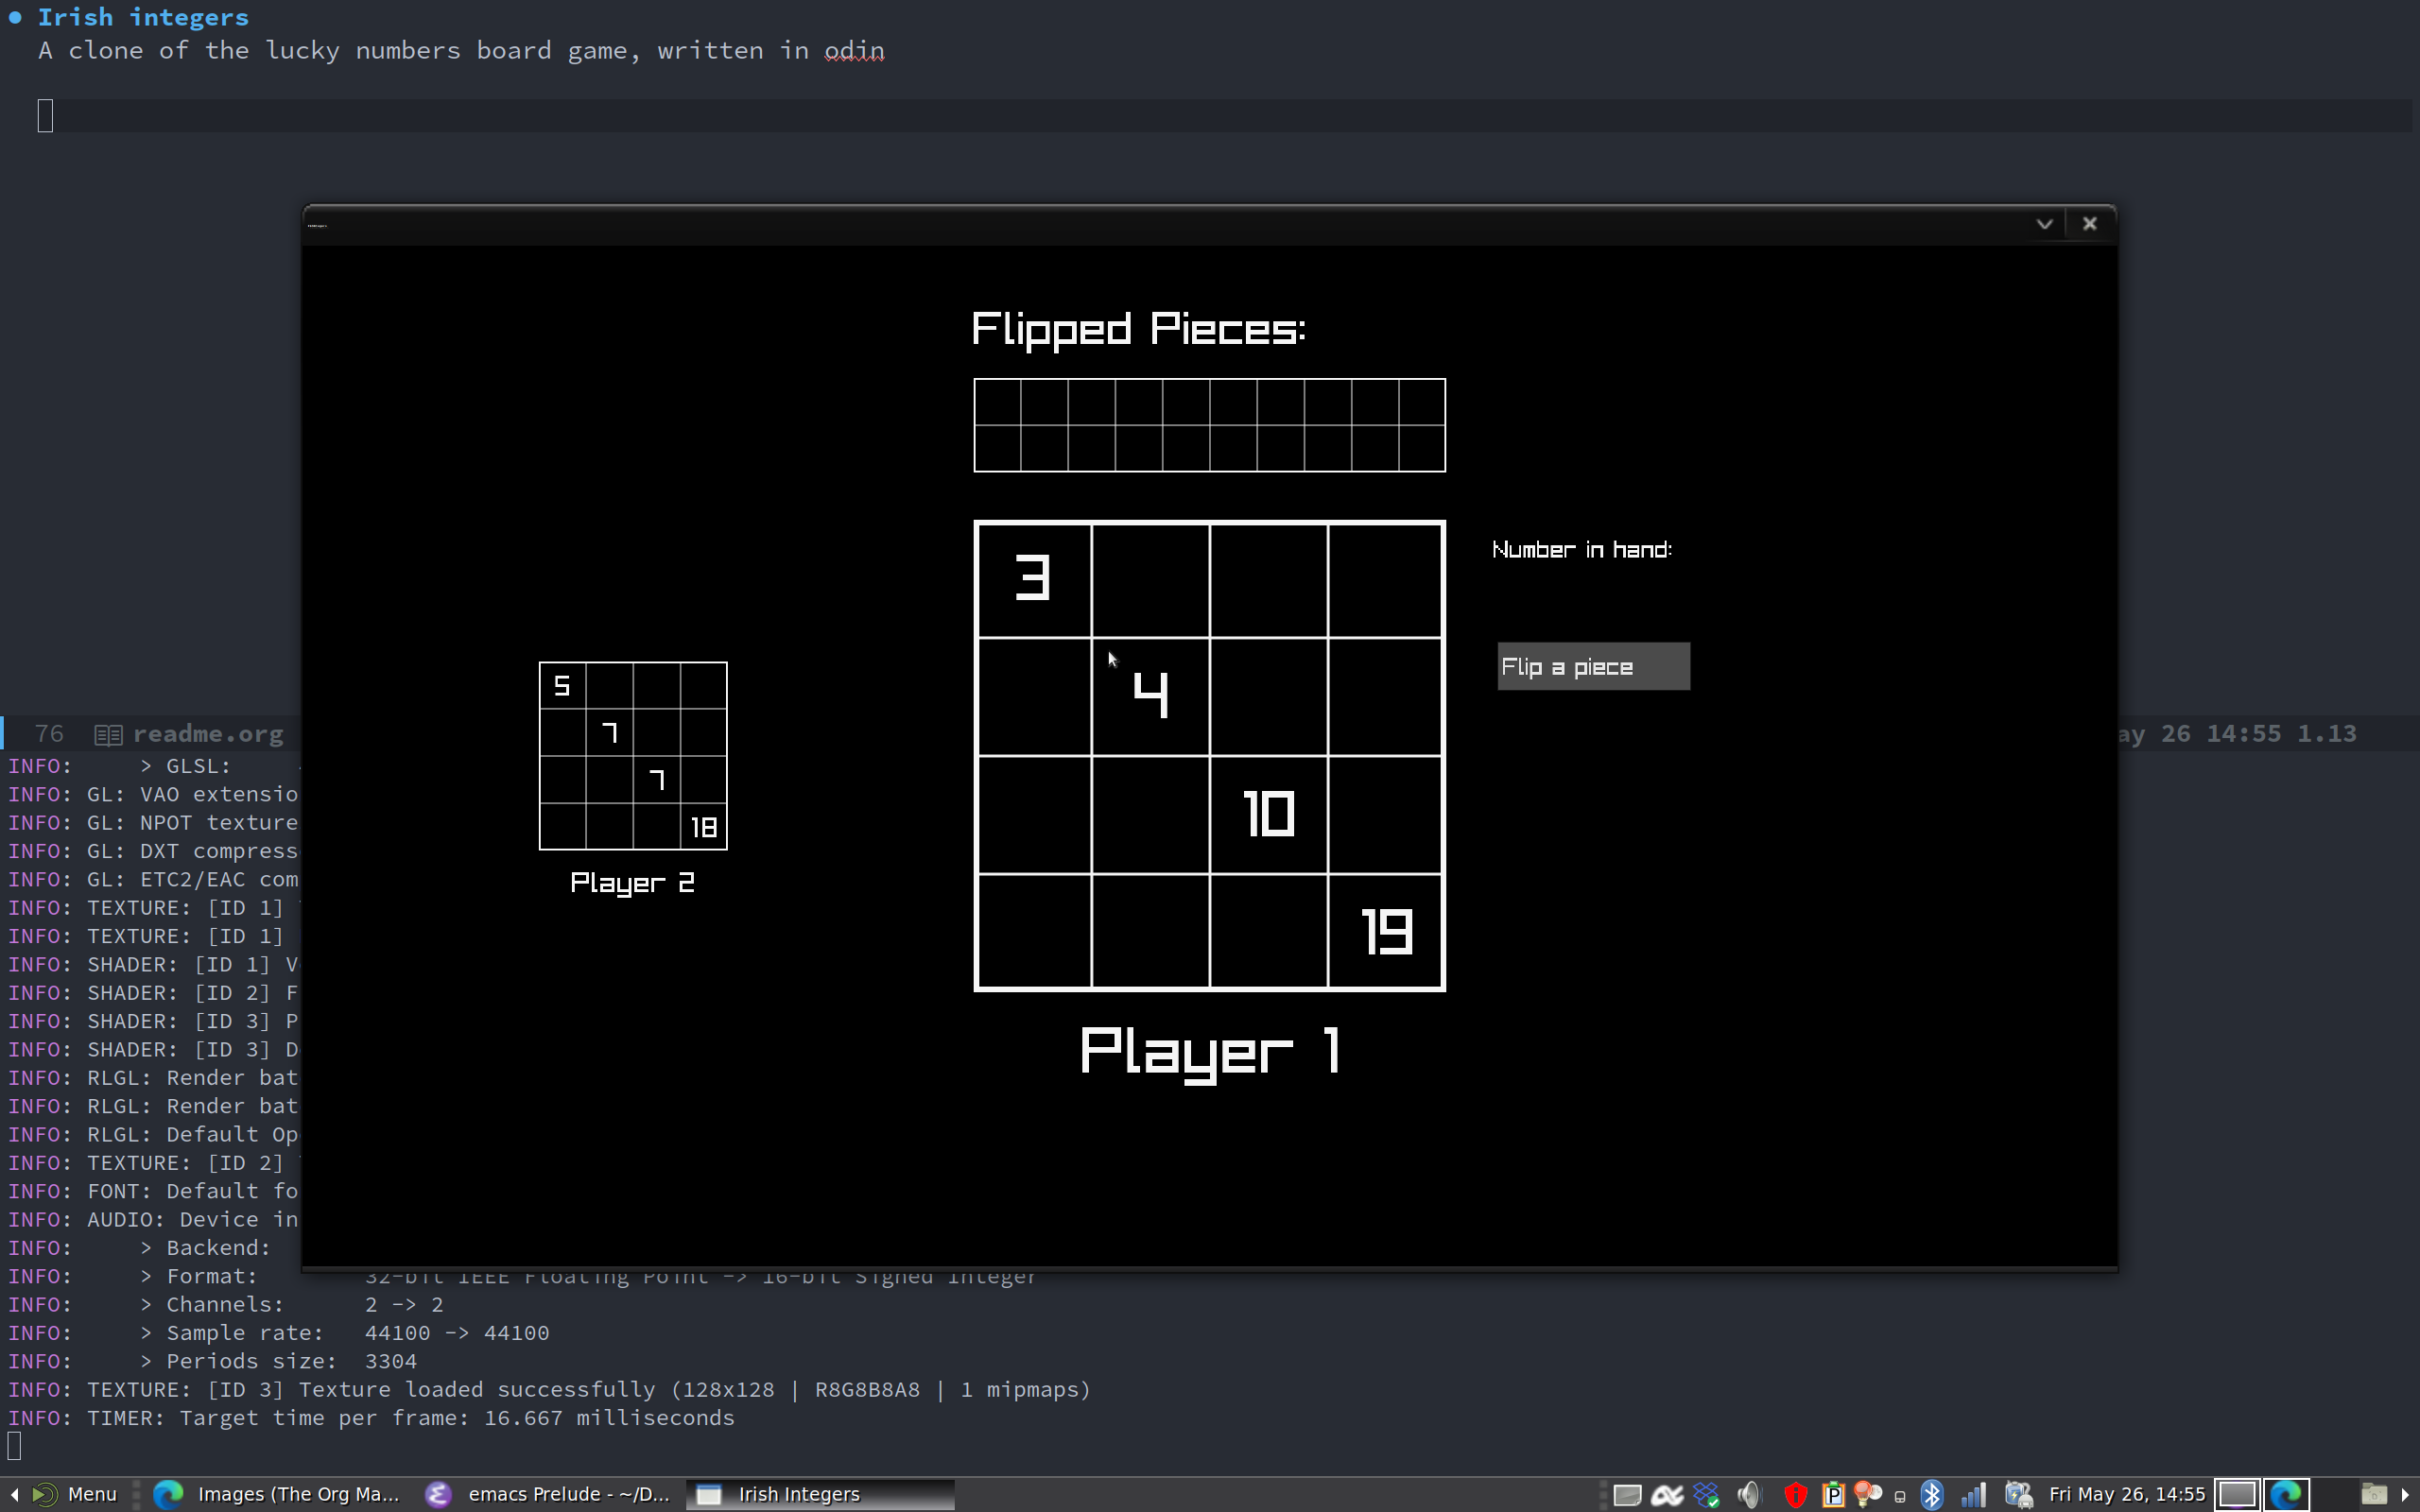 Irish integers
A clone of the lucky numbers board game, written in odin
Flipped Pieces:
3
4
10
19
Number in hand:
Flip a piece
5
7
7
18
Player 2
Player 1
76 readme.org
ay 26 14:55 1.13
INFO: > GLSL:
INFO: GL: VAO extensio
INFO: GL: NPOT texture
INFO: GL: DXT compress
INFO: GL: ETC2/EAC com
INFO: TEXTURE: [ID 1]
INFO: TEXTURE: [ID 1]
INFO: SHADER: [ID 1] V
INFO: SHADER: [ID 2] F
INFO: SHADER: [ID 3] P
INFO: SHADER: [ID 3] D
INFO: RLGL: Render bat
INFO: RLGL: Render bat
INFO: RLGL: Default Op
INFO: TEXTURE: [ID 2]
INFO: FONT: Default fo
INFO: AUDIO: Device in
INFO: > Backend:
INFO: > Format: 32-bit IEEE Floating Point -> 16-bit Signed Integer
INFO: > Channels: 2 -> 2
INFO: > Sample rate: 44100 -> 44100
INFO: > Periods size: 3304
INFO: TEXTURE: [ID 3] Texture loaded successfully (128x128 | R8G8B8A8 | 1 mipmaps)
INFO: TIMER: Target time per frame: 16.667 milliseconds
Menu Images (The Org Ma... emacs Prelude - ~/D... Irish Integers Fri May 26, 14:55